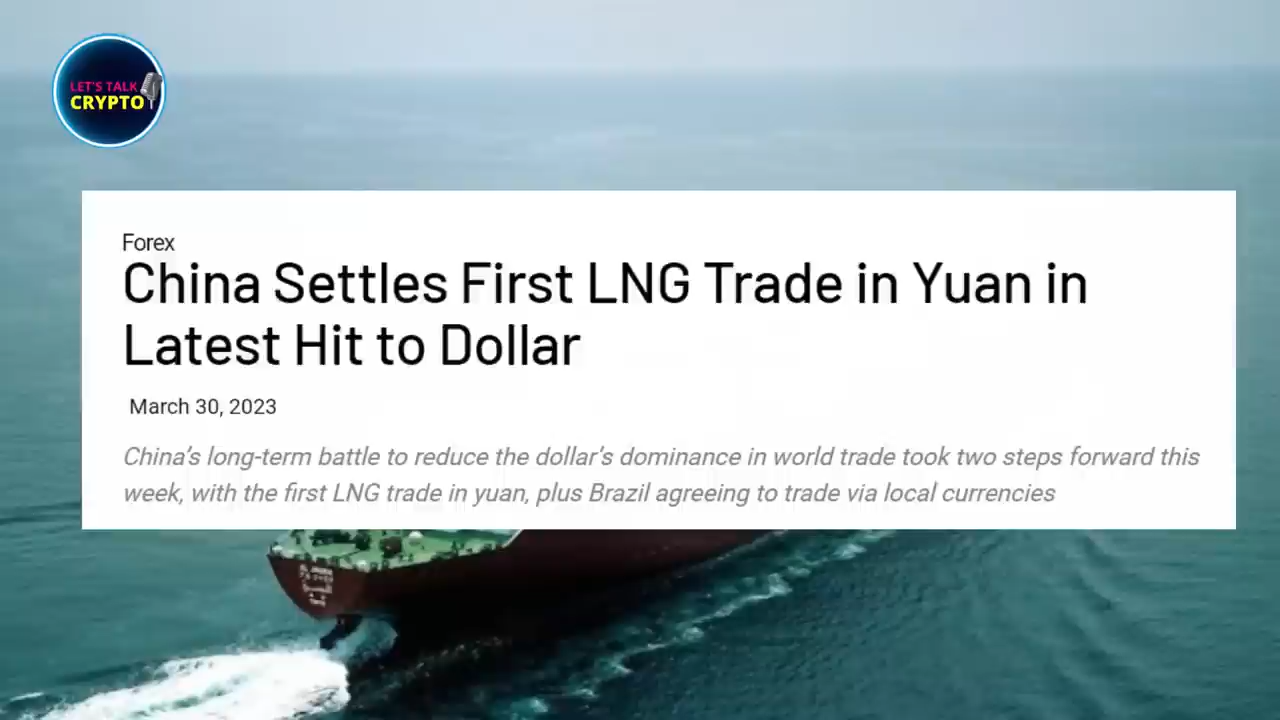 LET'S TALK
CRYPTO
Forex
China Settles First LNG Trade in Yuan in
Latest Hit to Dollar
March 30, 2023
China's long-term battle to reduce the dollar's dominance in world trade took two steps forward this
week, with the first LNG trade in yuan, plus Brazil agreeing to trade via local currencies